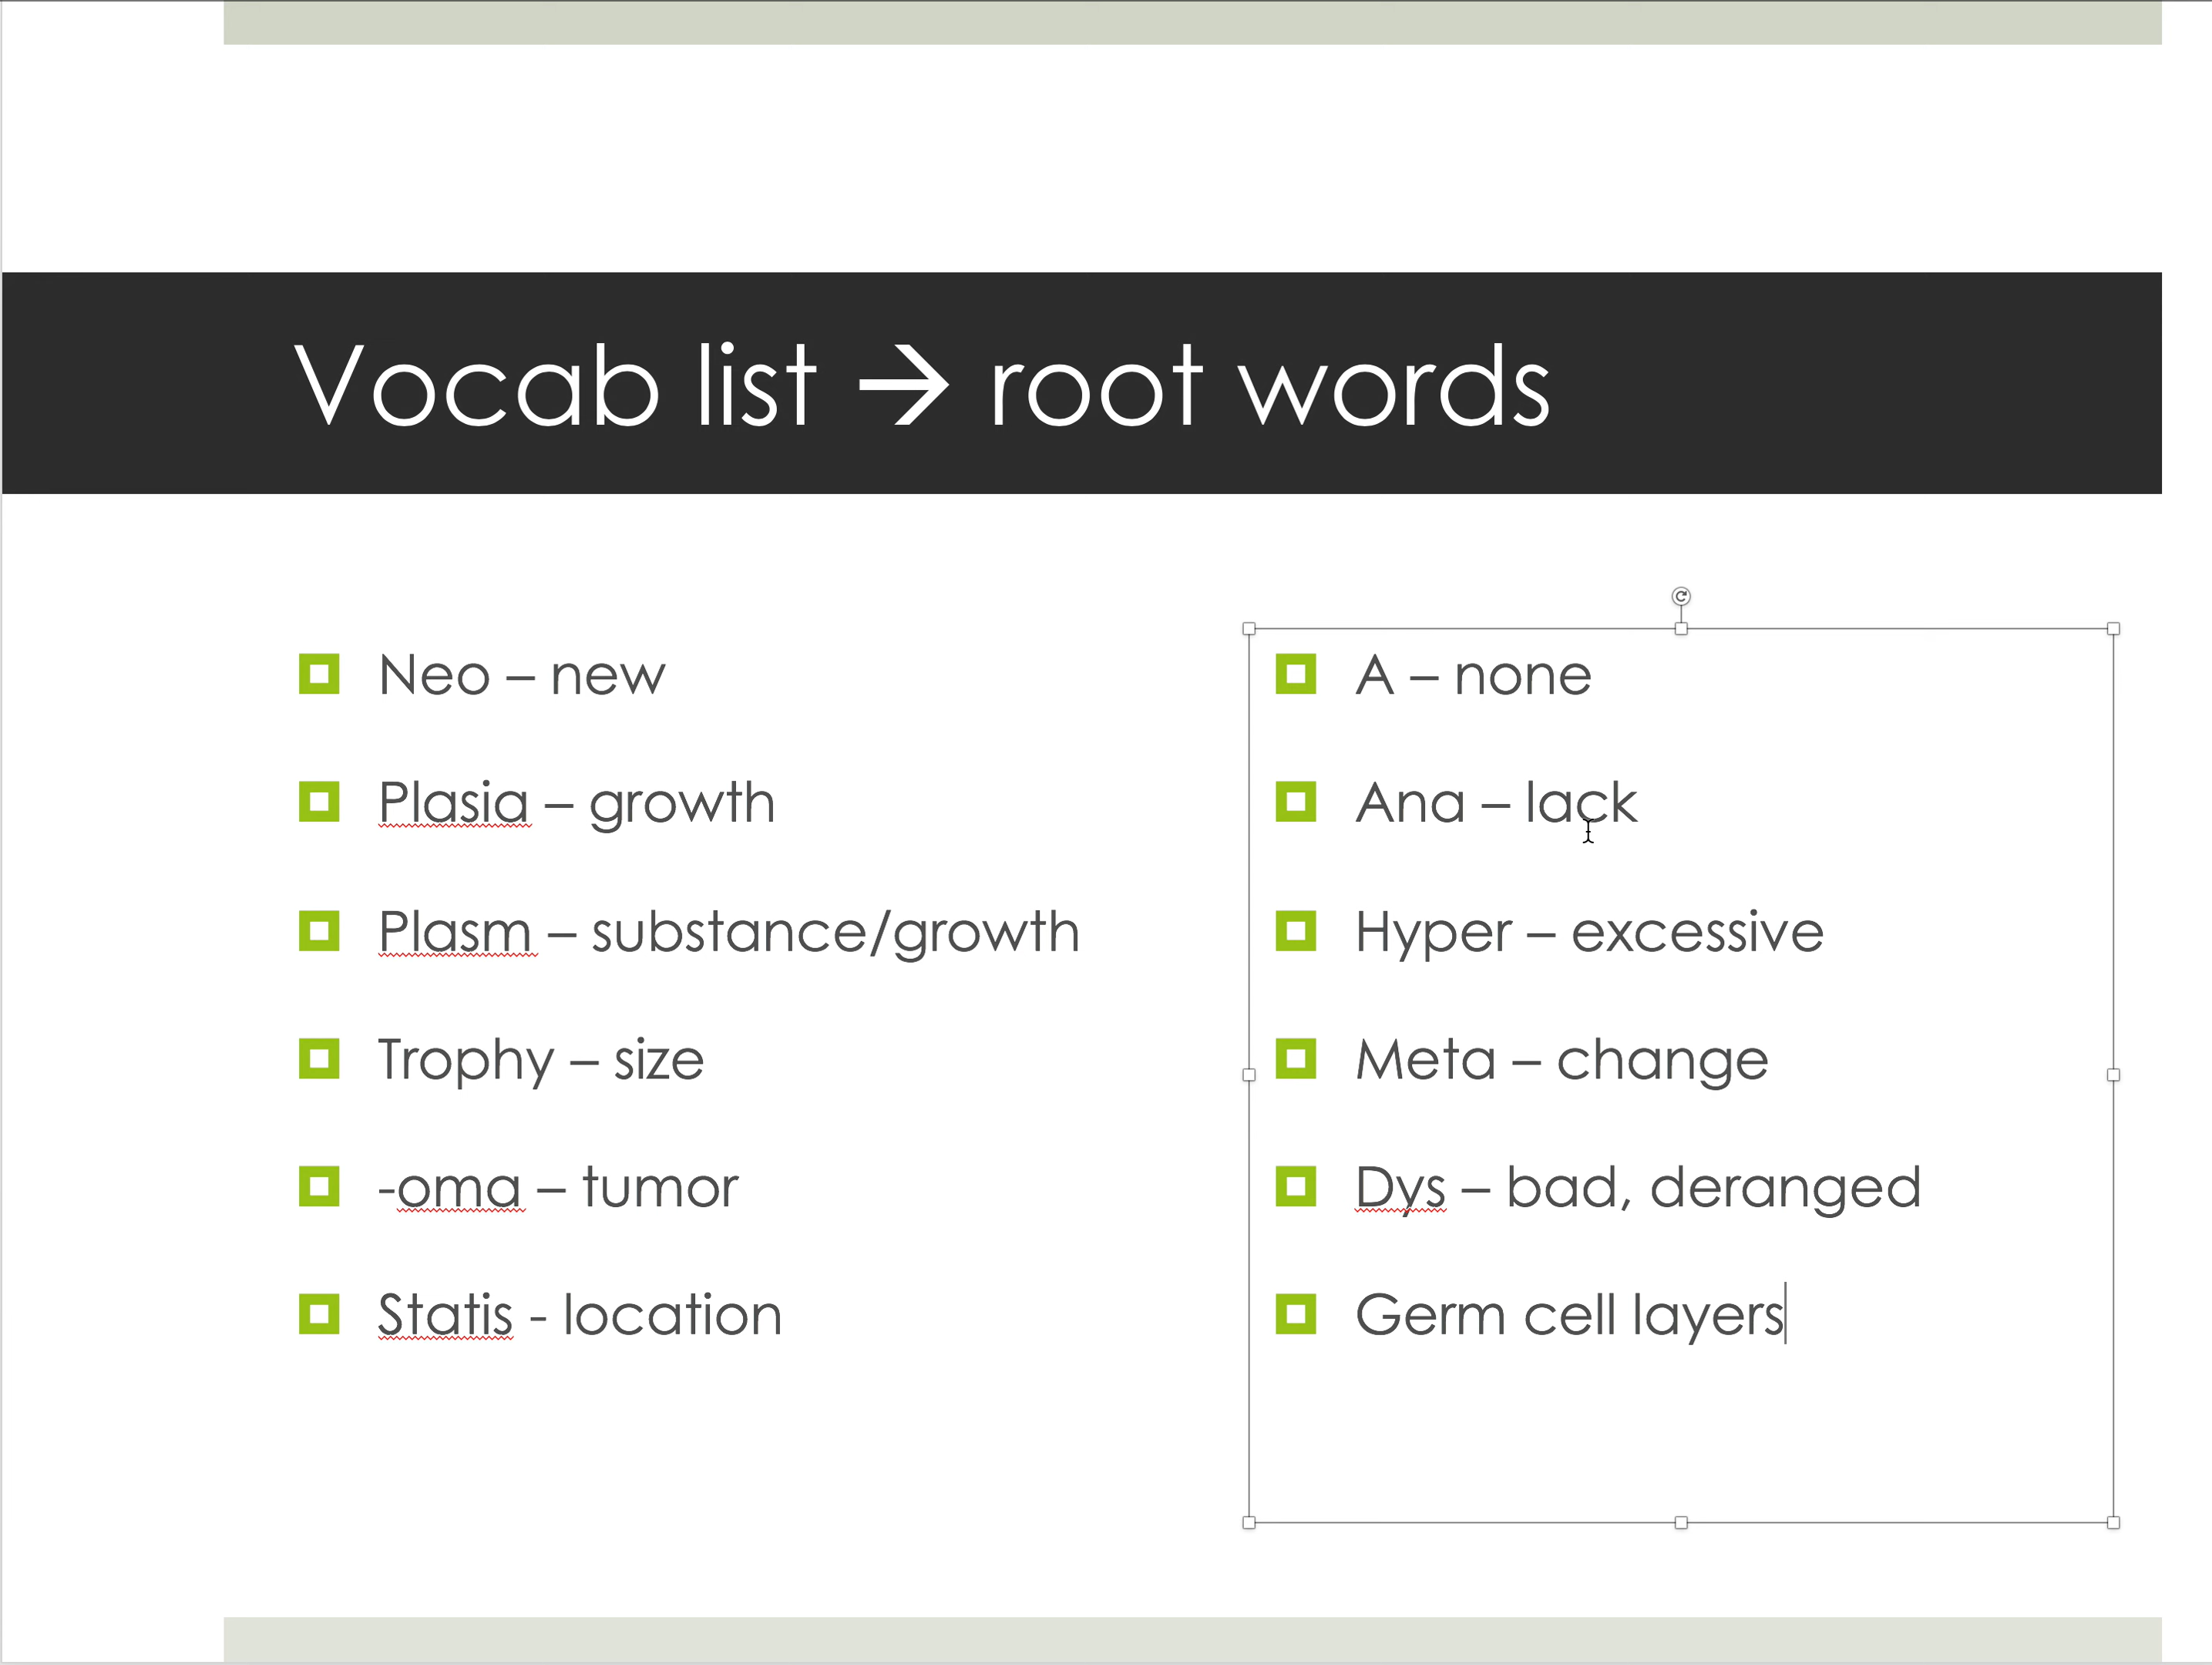 Vocab list → root words
Neo – new
Plasia – growth
Plasm – substance/growth
Trophy – size
-oma – tumor
Statis - location
A – none
Ana – lack
Hyper – excessive
Meta – change
Dys – bad, deranged
Germ cell layers